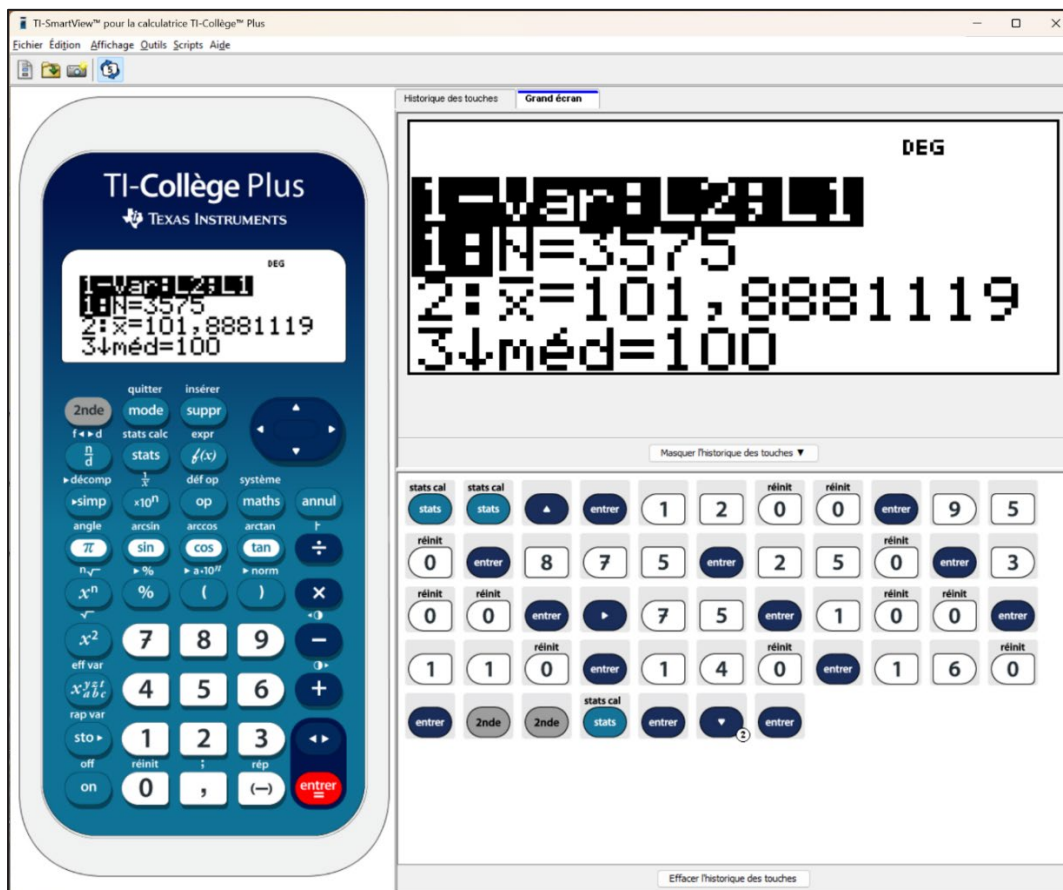 TI-SmartView™ pour la calculatrice TI-Collège™ Plus
Fichier Édition Affichage Outils Scripts Aide
Historique des touches Grand écran
TI-Collège Plus
TEXAS INSTRUMENTS
DEG
1-Var:L2;L1
1:N=3575
2:x̅=101,8881119
3↓méd=100
quitter insérer
2nde mode suppr
f◄►d stats calc expr
n/d stats f(x)
►décomp 1/x déf op système
►simp ×10ⁿ op maths annul
angle arcsin arccos arctan
π sin cos tan ÷
n√ ►% ►a·10ⁿ ►norm
xⁿ % ( ) ×
√
x² 7 8 9 −
eff var
x y z t a b c 4 5 6 +
rap var
sto► 1 2 3 ◄►
off réinit ; rép
on 0 , (−) entrer =
DEG
1-Var:L2;L1
1:N=3575
2:x̅=101,8881119
3↓méd=100
Masquer l'historique des touches ▼
stats cal stats cal réinit réinit
stats stats ▲ entrer 1 2 0 0 entrer 9 5
réinit réinit
0 entrer 8 7 5 entrer 2 5 0 entrer 3
réinit réinit réinit réinit
0 0 entrer ► 7 5 entrer 1 0 0 entrer
réinit réinit réinit
1 1 0 entrer 1 4 0 entrer 1 6 0
stats cal
entrer 2nde 2nde stats entrer ▼ 2 entrer
Effacer l'historique des touches